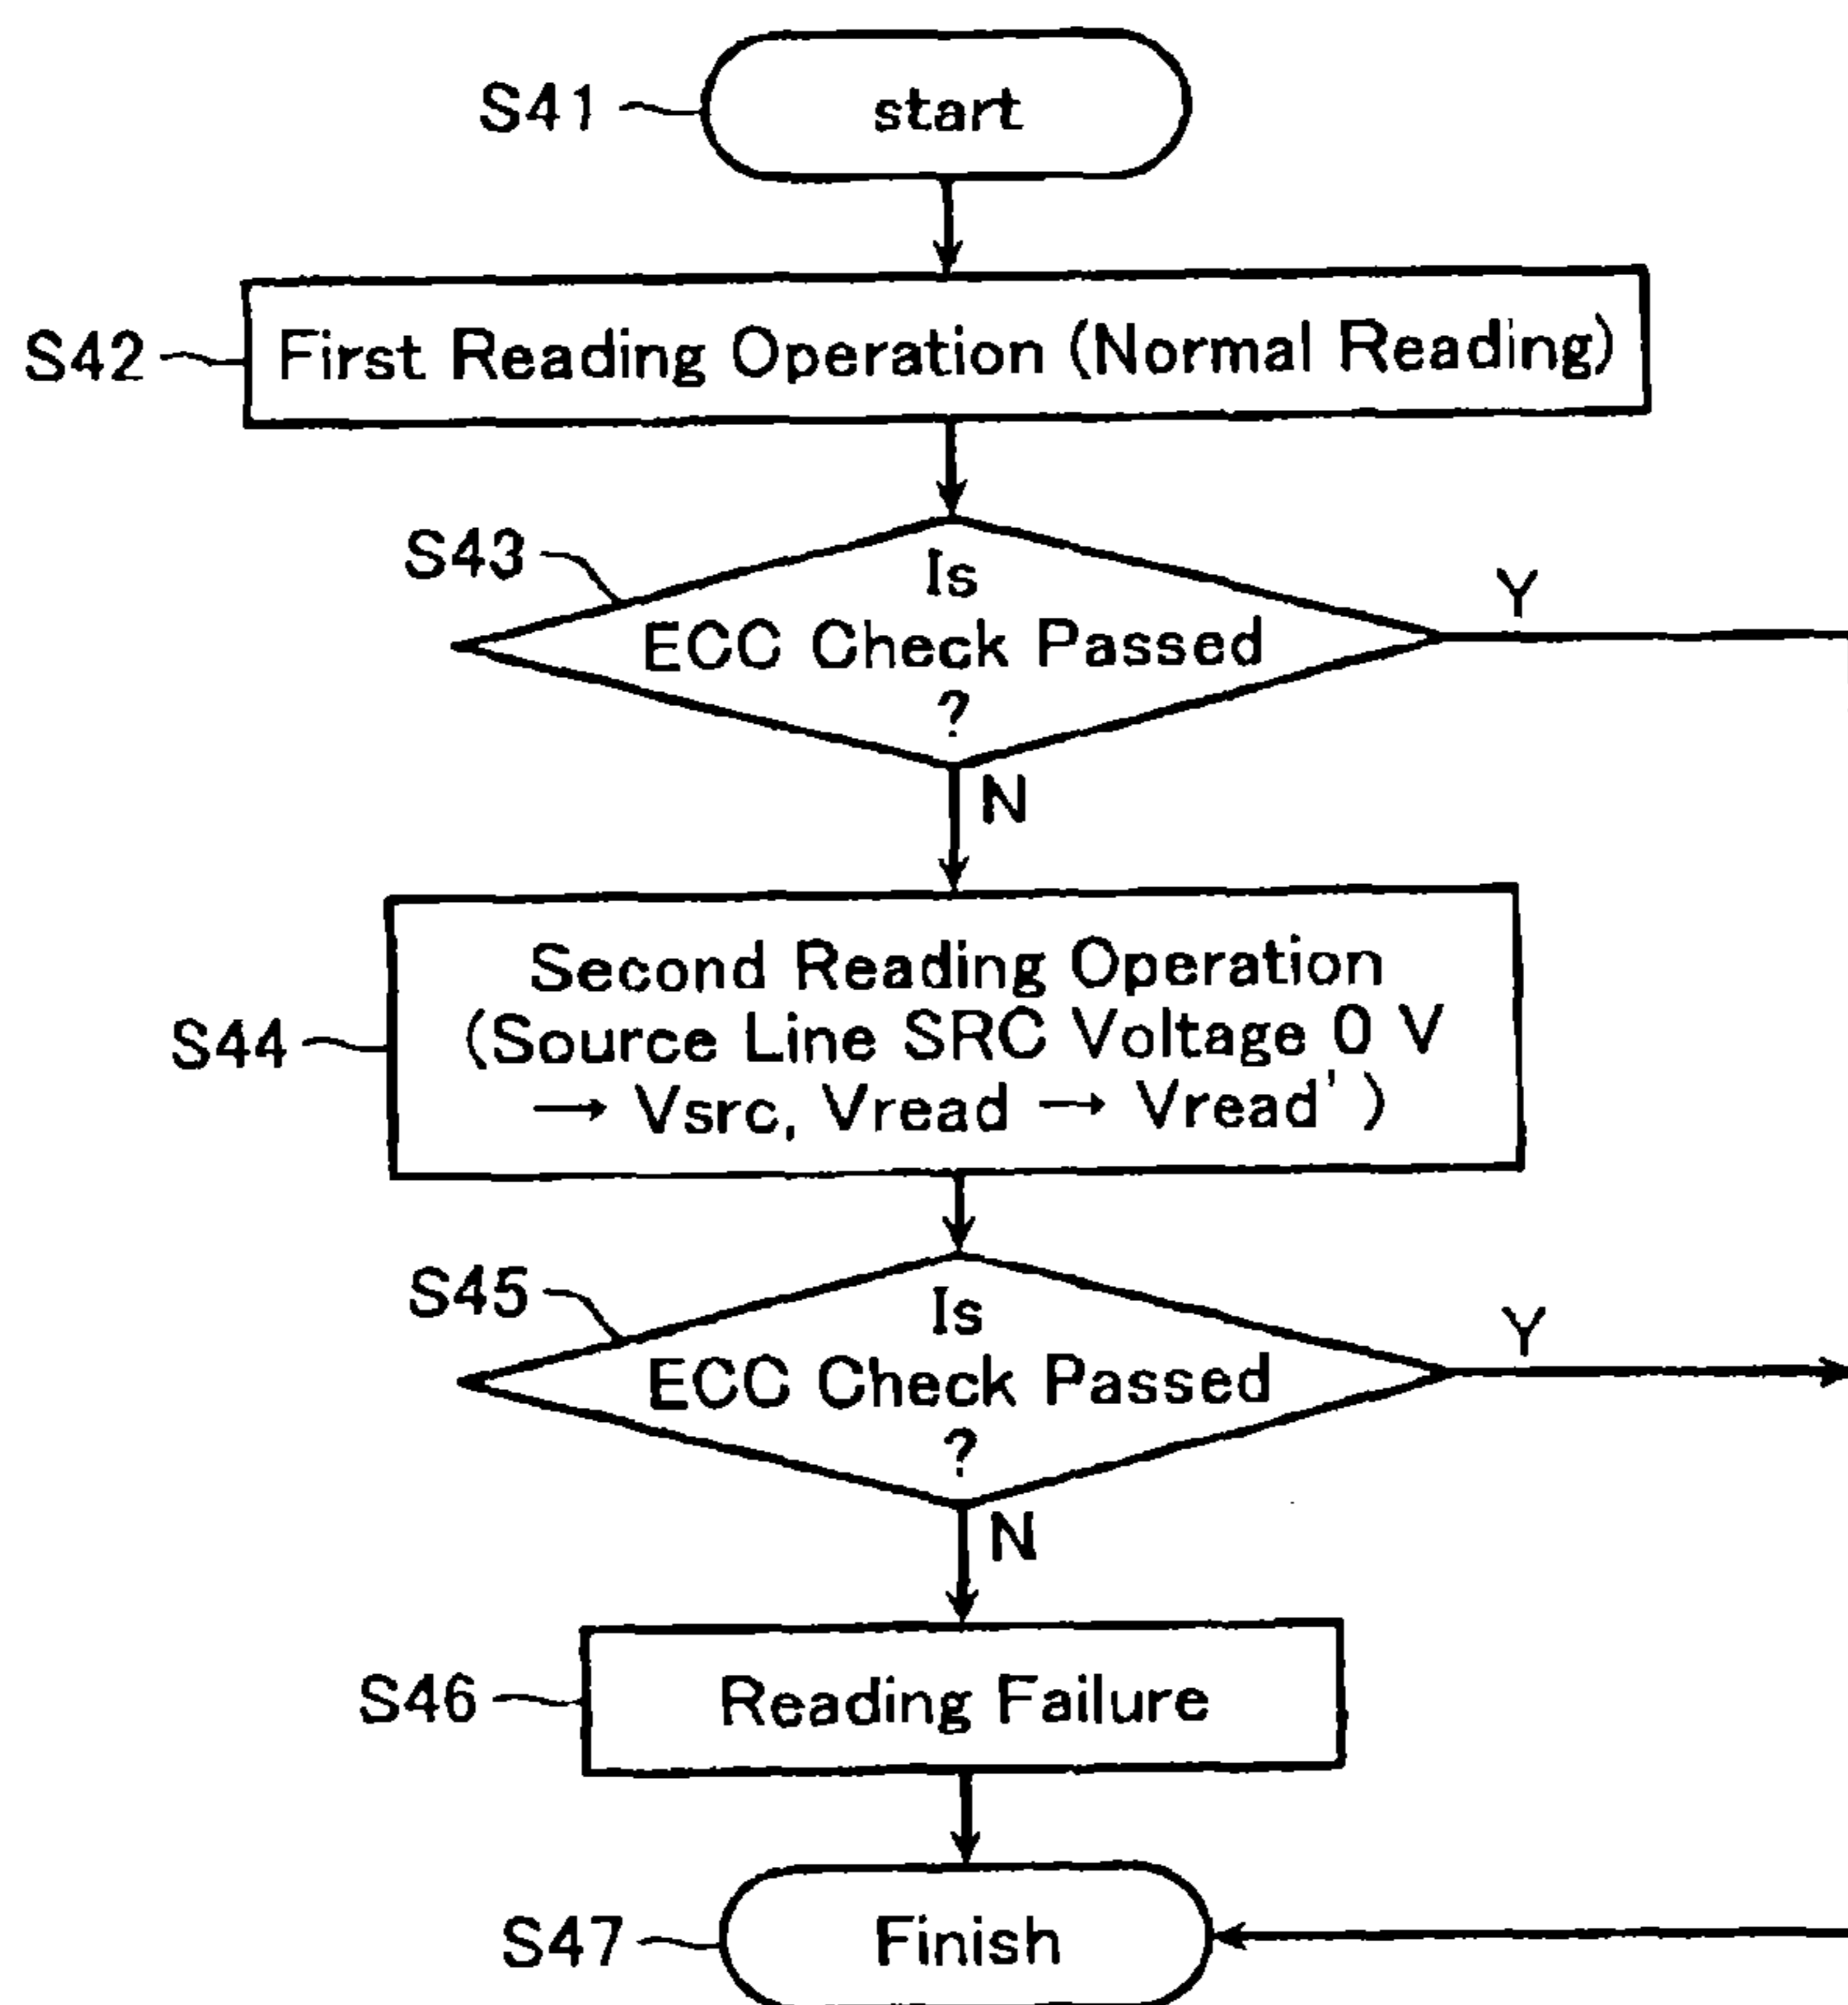 S41
start
S42
First Reading Operation (Normal Reading)
S43
Is
ECC Check Passed
?
Y
N
S44
Second Reading Operation
(Source Line SRC Voltage 0 V
→ Vsrc, Vread → Vread')
S45
Is
ECC Check Passed
?
Y
N
S46
Reading Failure
S47
Finish